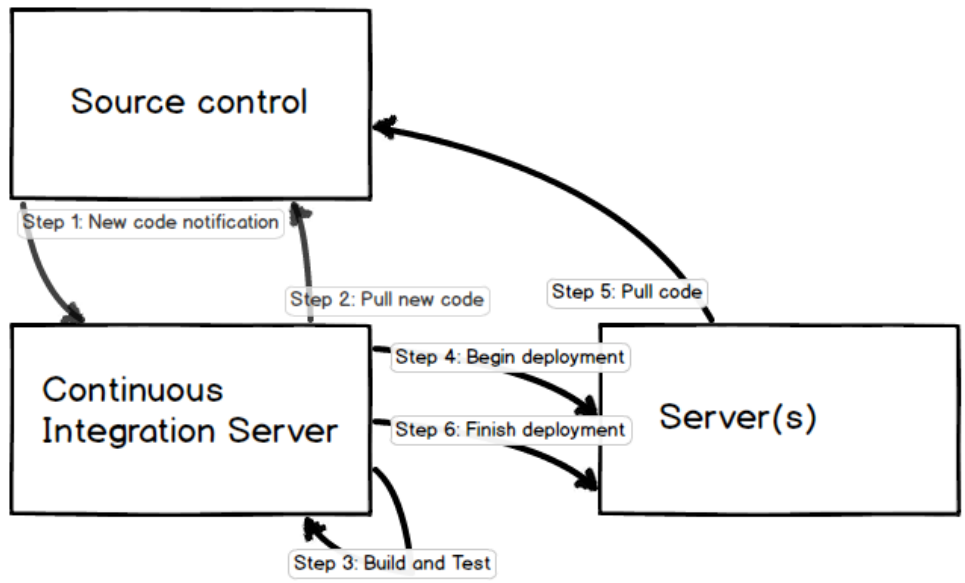 Source control
Step 1: New code notification
Step 2: Pull new code
Step 5: Pull code
Continuous
Integration Server
Step 4: Begin deployment
Step 6: Finish deployment
Server(s)
Step 3: Build and Test